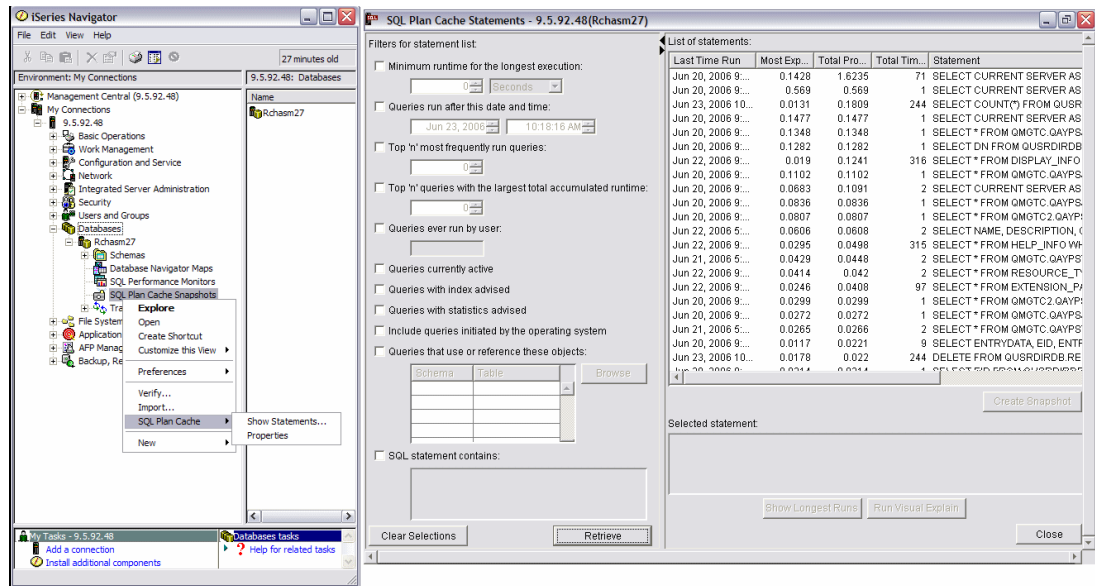 iSeries Navigator
File Edit View Help
27 minutes old
Environment: My Connections
9.5.92.48: Databases
Management Central (9.5.92.48)
My Connections
9.5.92.48
Basic Operations
Work Management
Configuration and Service
Network
Integrated Server Administration
Security
Users and Groups
Databases
Rchasm27
Schemas
Database Navigator Maps
SQL Performance Monitors
SQL Plan Cache Snapshots
Tra
File System
Application
AFP Manag
Backup, Re
Name
Rchasm27
Explore
Open
Create Shortcut
Customize this View
Preferences
Verify...
Import...
SQL Plan Cache
New
Show Statements...
Properties
My Tasks - 9.5.92.48
Add a connection
Install additional components
Databases tasks
Help for related tasks
SQL Plan Cache Statements - 9.5.92.48(Rchasm27)
Filters for statement list:
Minimum runtime for the longest execution:
0 Seconds
Queries run after this date and time:
Jun 23, 2006 10:18:16 AM
Top 'n' most frequently run queries:
0
Top 'n' queries with the largest total accumulated runtime:
0
Queries ever run by user:
Queries currently active
Queries with index advised
Queries with statistics advised
Include queries initiated by the operating system
Queries that use or reference these objects:
Schema Table
Browse
SQL statement contains:
Clear Selections
Retrieve
List of statements:
Last Time Run Most Exp... Total Pro... Total Tim... Statement
Jun 20, 2006 9:... 0.1428 1.6235 71 SELECT CURRENT SERVER AS
Jun 20, 2006 9:... 0.569 0.569 1 SELECT CURRENT SERVER AS
Jun 23, 2006 10... 0.0131 0.1809 244 SELECT COUNT(*) FROM QUSR
Jun 20, 2006 9:... 0.1477 0.1477 1 SELECT CURRENT SERVER AS
Jun 20, 2006 9:... 0.1348 0.1348 1 SELECT * FROM QMGTC.QAYPS
Jun 20, 2006 9:... 0.1282 0.1282 1 SELECT DN FROM QUSRDIRDB
Jun 22, 2006 9:... 0.019 0.1241 316 SELECT * FROM DISPLAY_INFO
Jun 20, 2006 9:... 0.1102 0.1102 1 SELECT * FROM QMGTC.QAYPS
Jun 20, 2006 9:... 0.0683 0.1091 2 SELECT CURRENT SERVER AS
Jun 20, 2006 9:... 0.0836 0.0836 1 SELECT * FROM QMGTC.QAYPS
Jun 20, 2006 9:... 0.0807 0.0807 1 SELECT * FROM QMGTC2.QAYP
Jun 22, 2006 5:... 0.0606 0.0608 2 SELECT NAME, DESCRIPTION,
Jun 22, 2006 9:... 0.0295 0.0498 315 SELECT * FROM HELP_INFO WH
Jun 21, 2006 5:... 0.0429 0.0448 2 SELECT * FROM QMGTC.QAYPS
Jun 22, 2006 9:... 0.0414 0.042 2 SELECT * FROM RESOURCE_T
Jun 22, 2006 9:... 0.0246 0.0408 97 SELECT * FROM EXTENSION_P
Jun 20, 2006 9:... 0.0299 0.0299 1 SELECT * FROM QMGTC2.QAYP
Jun 20, 2006 9:... 0.0272 0.0272 1 SELECT * FROM QMGTC.QAYPS
Jun 21, 2006 5:... 0.0265 0.0266 2 SELECT * FROM QMGTC.QAYPS
Jun 20, 2006 9:... 0.0117 0.0221 9 SELECT ENTRYDATA, EID, ENTF
Jun 23, 2006 10... 0.0178 0.022 244 DELETE FROM QUSRDIRDB.RE
Create Snapshot
Selected statement:
Show Longest Runs
Run Visual Explain
Close